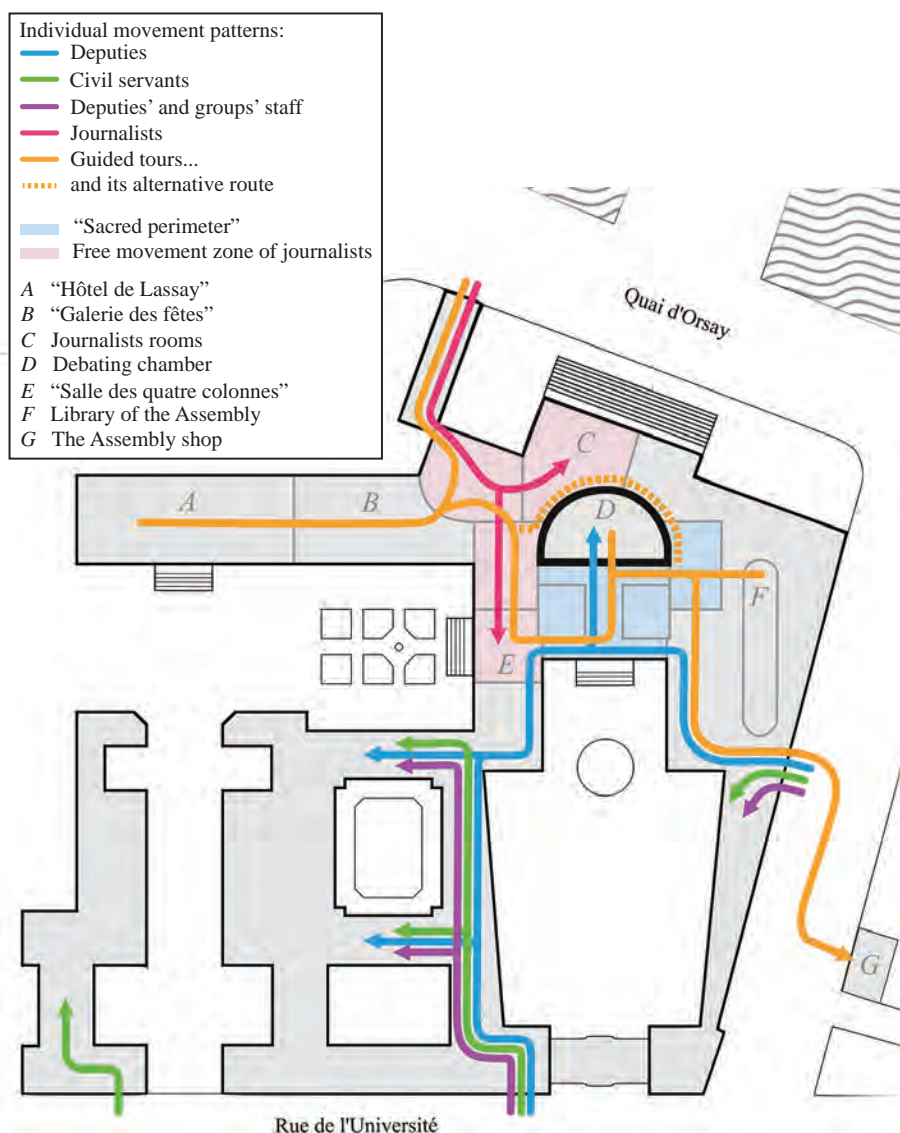 Individual movement patterns:
Deputies
Civil servants
Deputies’ and groups’ staff
Journalists
Guided tours...
and its alternative route
“Sacred perimeter”
Free movement zone of journalists
A “Hôtel de Lassay”
B “Galerie des fêtes”
C Journalists rooms
D Debating chamber
E “Salle des quatre colonnes”
F Library of the Assembly
G The Assembly shop
Quai d'Orsay
C
A
B
D
F
E
G
Rue de l'Université